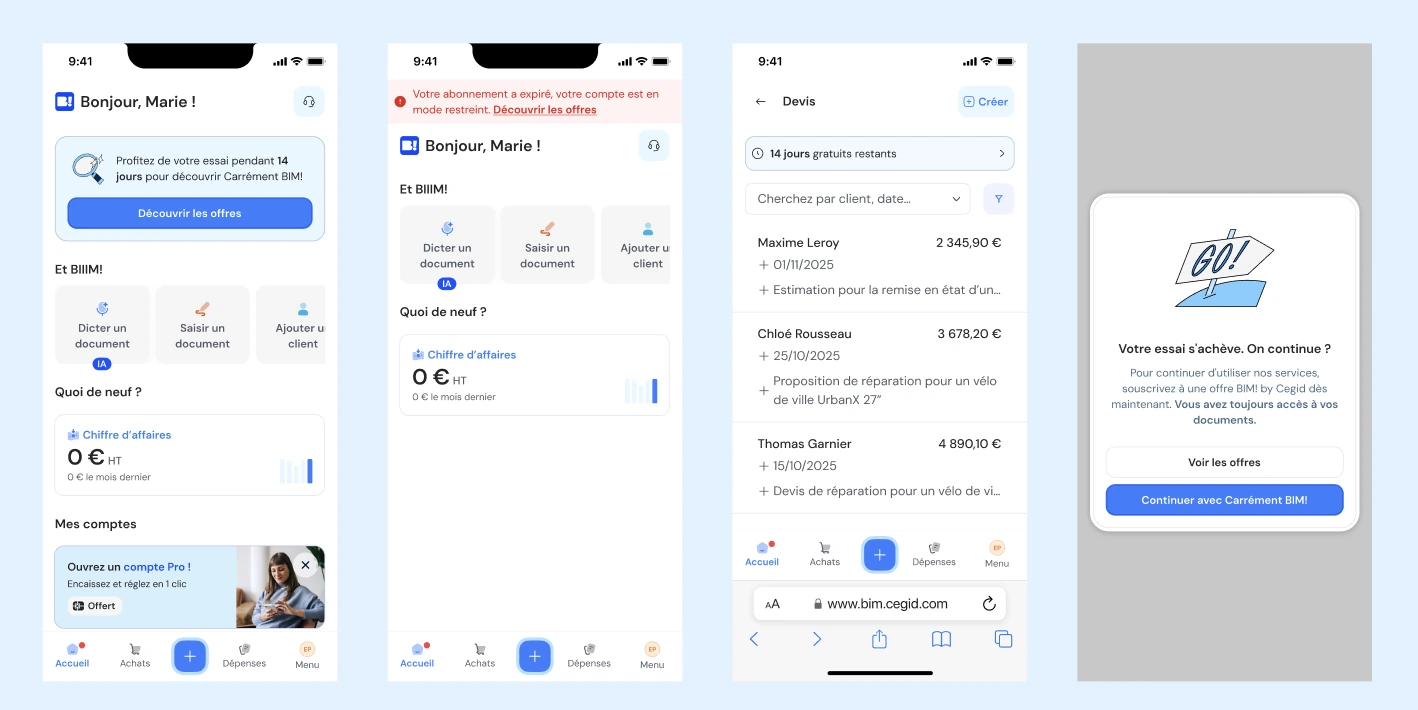 9:41
B!
Bonjour, Marie !
Profitez de votre essai pendant 14
jours pour découvrir Carrément BIM!
Découvrir les offres
Et BIIIM!
Dicter un
document
IA
Saisir un
document
Ajouter u
client
Quoi de neuf ?
Chiffre d'affaires
0 € HT
0 € le mois dernier
Mes comptes
Ouvrez un compte Pro !
Encaissez et réglez en 1 clic
Offert
Accueil
Achats
Dépenses
EP
Menu
9:41
Votre abonnement a expiré, votre compte est en
mode restreint. Découvrir les offres
B!
Bonjour, Marie !
Et BIIIM!
Dicter un
document
IA
Saisir un
document
Ajouter u
client
Quoi de neuf ?
Chiffre d'affaires
0 € HT
0 € le mois dernier
Accueil
Achats
Dépenses
EP
Menu
9:41
Devis
Créer
14 jours gratuits restants
Cherchez par client, date...
Maxime Leroy 2 345,90 €
01/11/2025
Estimation pour la remise en état d'un...
Chloé Rousseau 3 678,20 €
25/10/2025
Proposition de réparation pour un vélo
de ville UrbanX 27"
Thomas Garnier 4 890,10 €
15/10/2025
Devis de réparation pour un vélo de vi...
Accueil
Achats
Dépenses
EP
Menu
AA
www.bim.cegid.com
GO!
Votre essai s'achève. On continue ?
Pour continuer d'utiliser nos services,
souscrivez à une offre BIM! by Cegid dès
maintenant. Vous avez toujours accès à vos
documents.
Voir les offres
Continuer avec Carrément BIM!